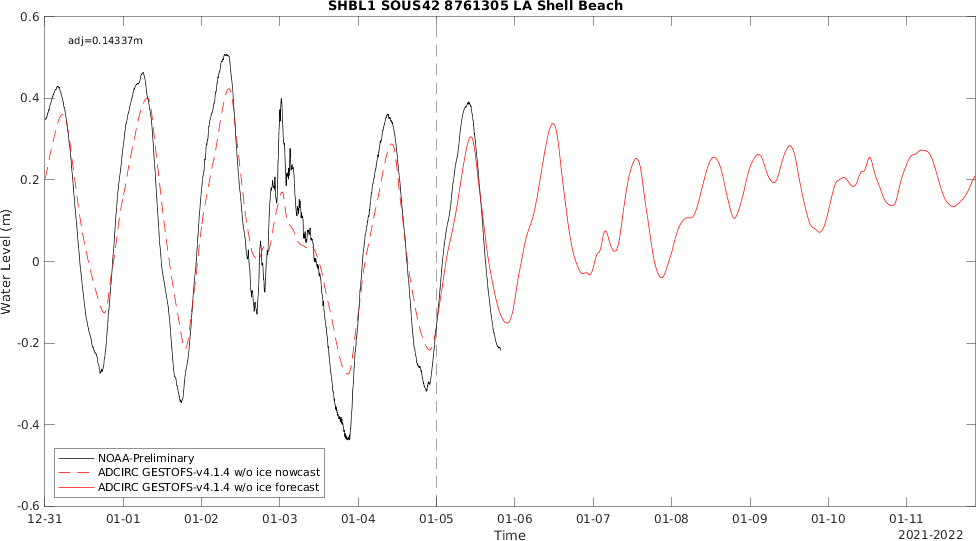 SHBL1 SOUS42 8761305 LA Shell Beach
adj=0.14337m
0.6
0.4
0.2
0
-0.2
-0.4
-0.6
Water Level (m)
NOAA-Preliminary
ADCIRC GESTOFS-v4.1.4 w/o ice nowcast
ADCIRC GESTOFS-v4.1.4 w/o ice forecast
12-31 01-01 01-02 01-03 01-04 01-05 01-06 01-07 01-08 01-09 01-10 01-11
Time
2021-2022